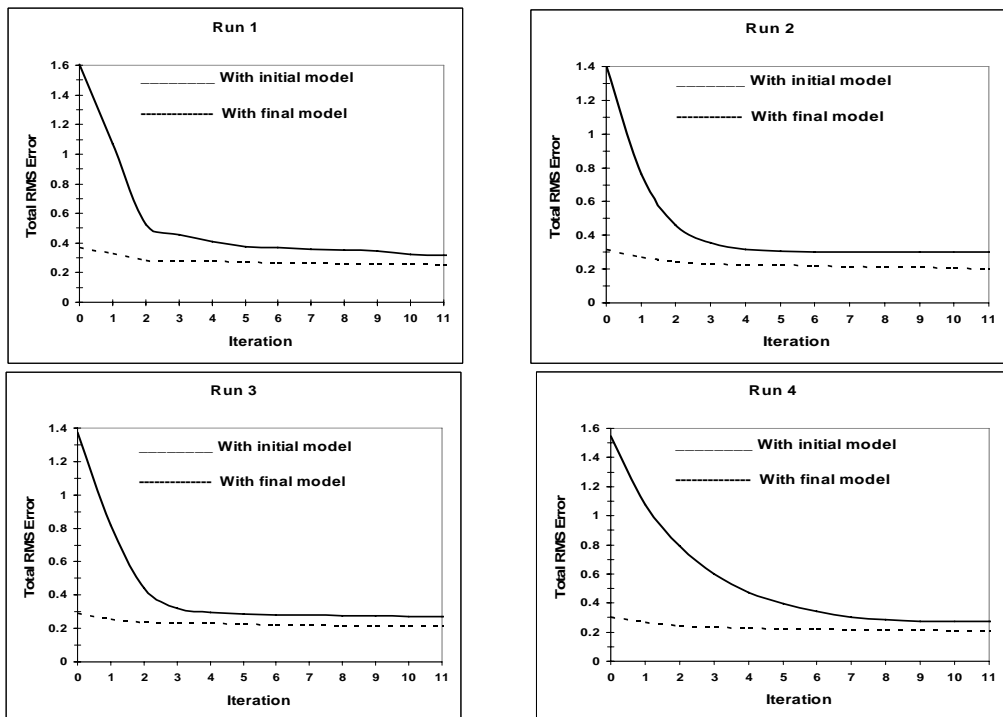 Run 1
Total RMS Error
1.6
1.4
1.2
1
0.8
0.6
0.4
0.2
0
With initial model
With final model
0 1 2 3 4 5 6 7 8 9 10 11
Iteration
Run 2
Total RMS Error
1.4
1.2
1
0.8
0.6
0.4
0.2
0
With initial model
With final model
0 1 2 3 4 5 6 7 8 9 10 11
Iteration
Run 3
Total RMS Error
1.4
1.2
1
0.8
0.6
0.4
0.2
0
With initial model
With final model
0 1 2 3 4 5 6 7 8 9 10 11
Iteration
Run 4
Total RMS Error
1.6
1.4
1.2
1
0.8
0.6
0.4
0.2
0
With initial model
With final model
0 1 2 3 4 5 6 7 8 9 10 11
Iteration